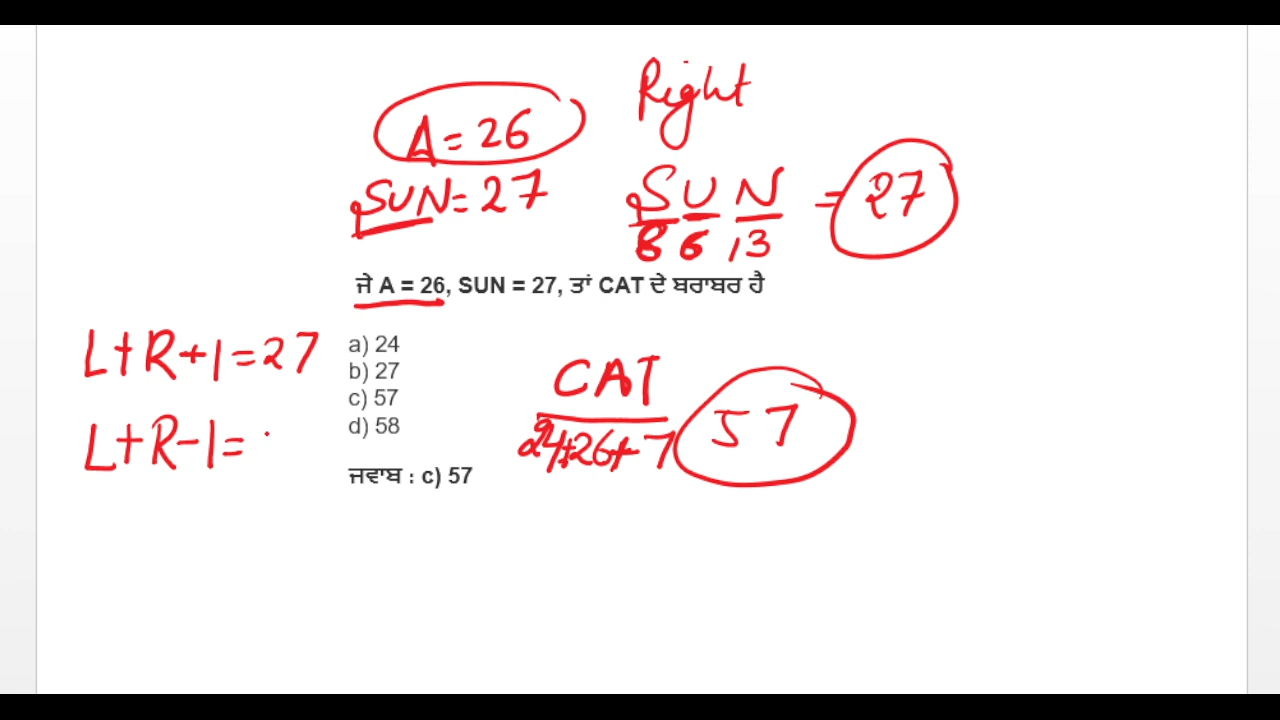 Right
A = 26
SUN = 27
SUN = 27
8 6 13
ਜੇ A = 26, SUN = 27, ਤਾਂ CAT ਦੇ ਬਰਾਬਰ ਹੈ
L+R+1=27
L+R-1=
a) 24
b) 27
c) 57
d) 58
CAT
24+26+7 57
ਜਵਾਬ : c) 57